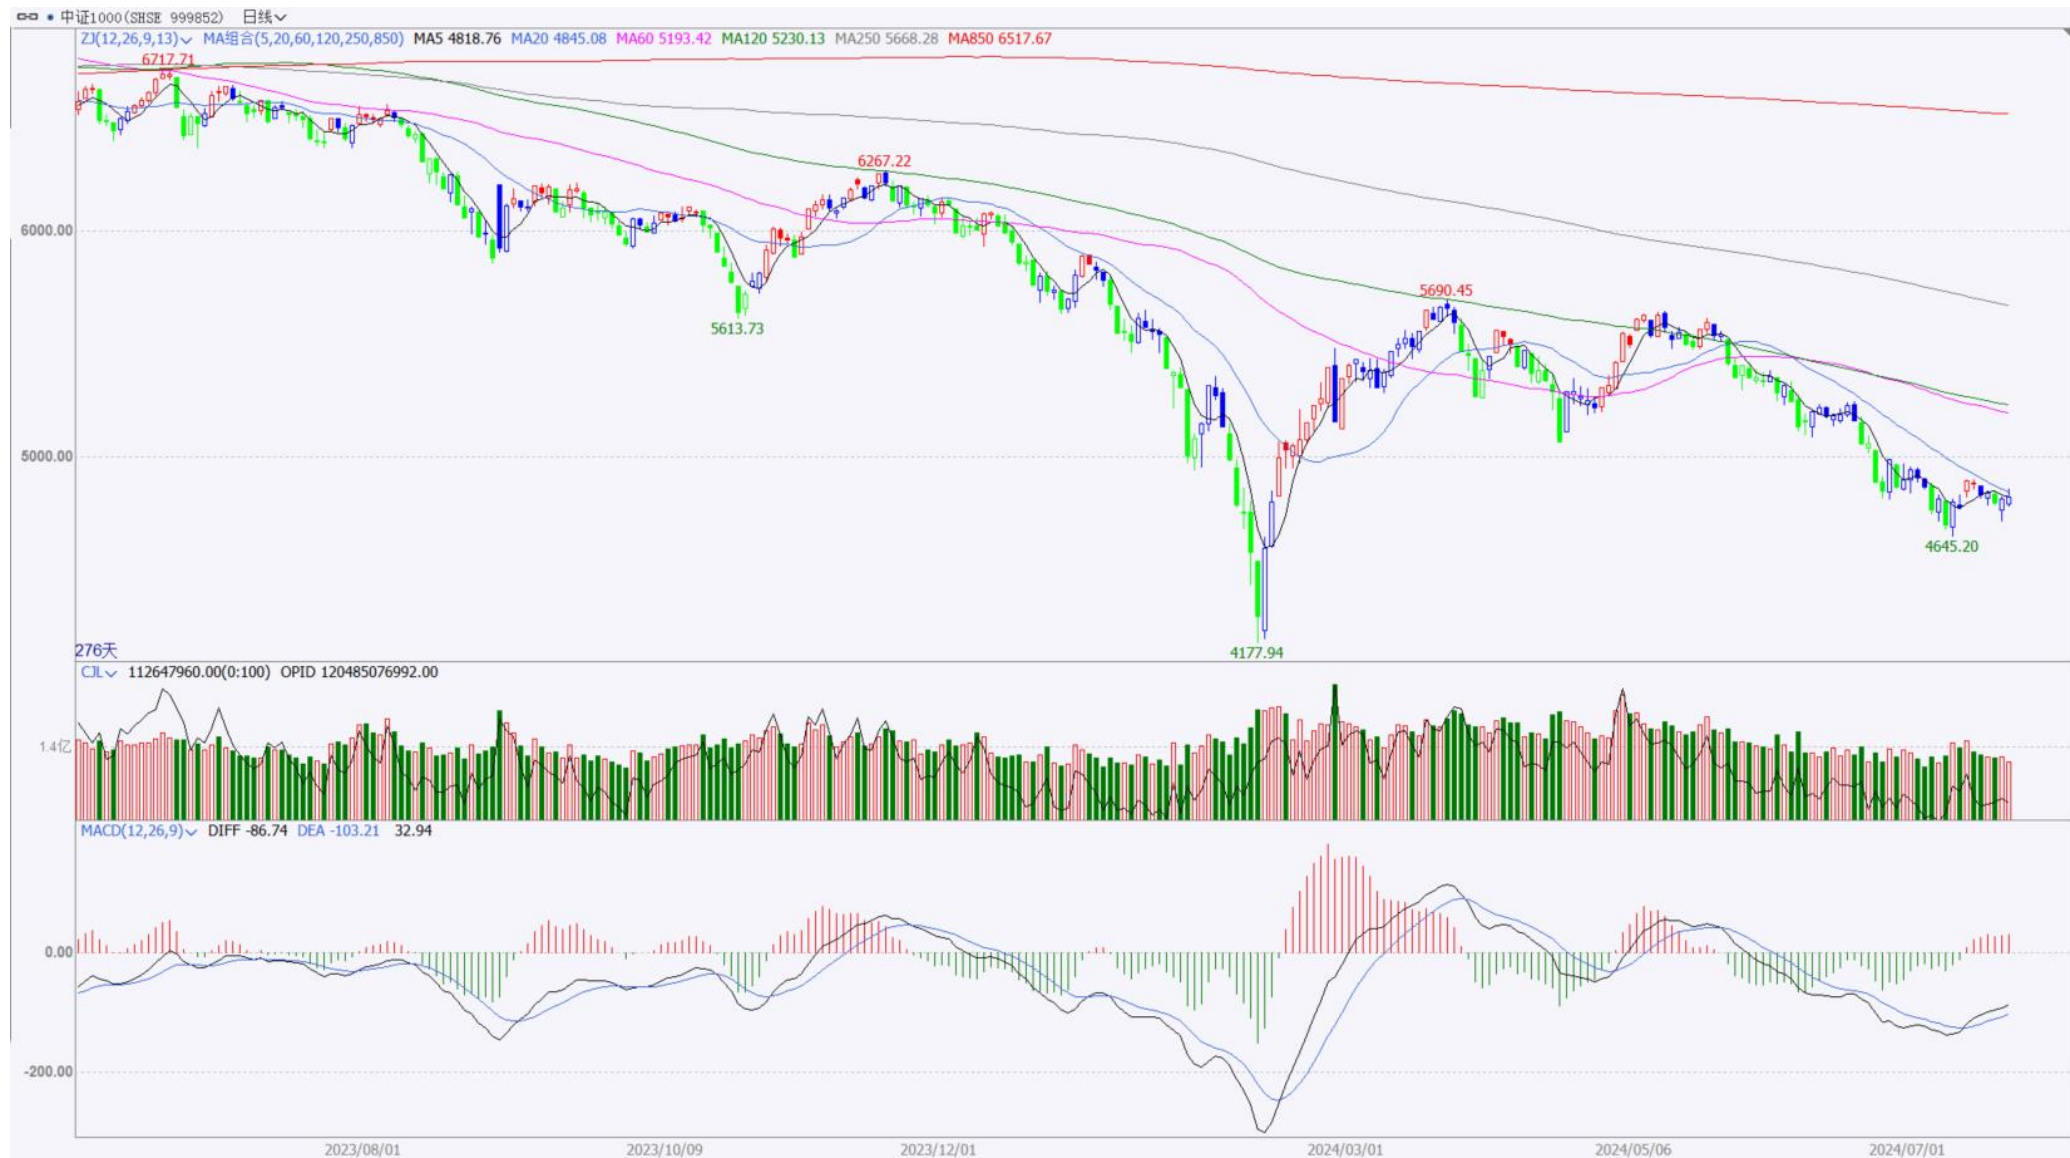 中证1000(SHSE 999852) 日线
ZJ(12,26,9,13) MA组合(5,20,60,120,250,850) MA5 4818.76 MA20 4845.08 MA60 5193.42 MA120 5230.13 MA250 5668.28 MA850 6517.67
6717.71
6267.22
6000.00
5690.45
5613.73
5000.00
4645.20
4177.94
276天
CJL 112647960.00(0:100) OPID 120485076992.00
1.4亿
MACD(12,26,9) DIFF -86.74 DEA -103.21 32.94
0.00
-200.00
2023/08/01 2023/10/09 2023/12/01 2024/03/01 2024/05/06 2024/07/01